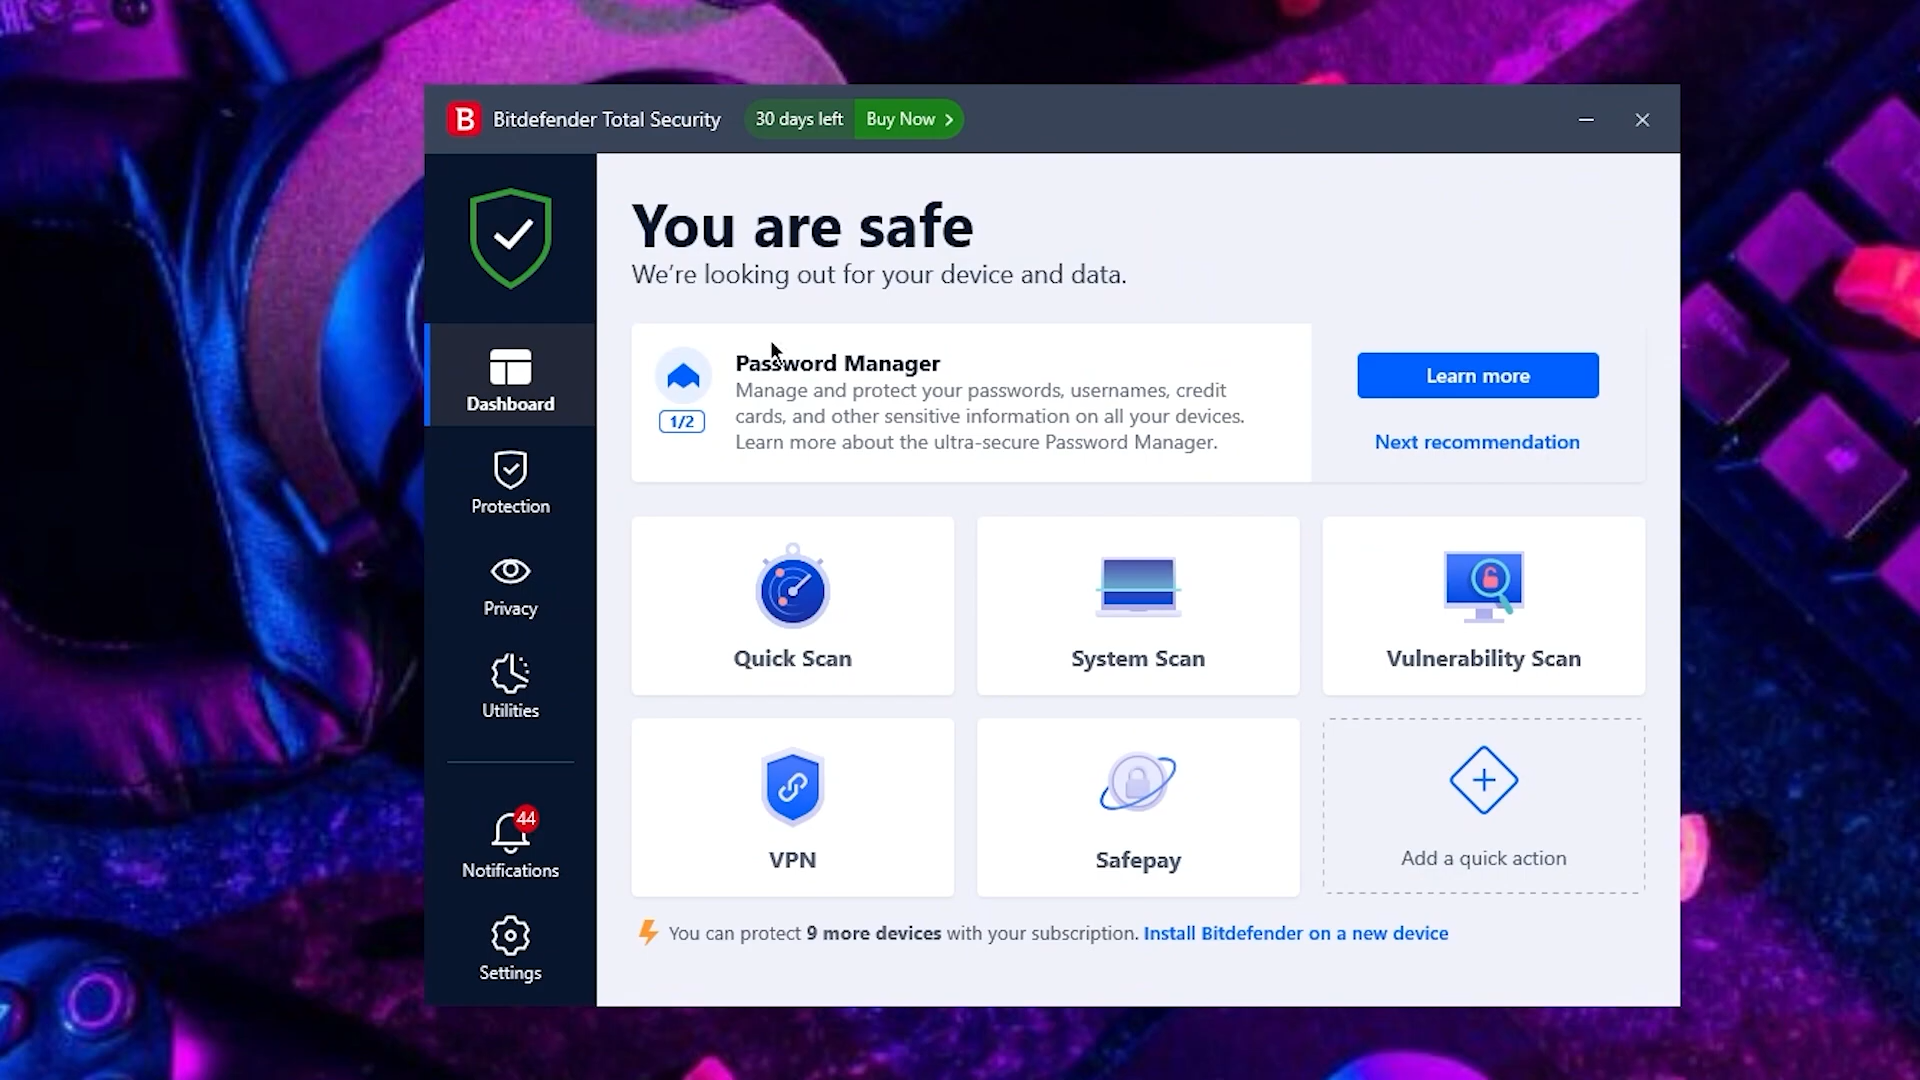 B Bitdefender Total Security 30 days left Buy Now
You are safe
We're looking out for your device and data.
Dashboard
Protection
Privacy
Utilities
44
Notifications
Settings
1/2
Password Manager
Manage and protect your passwords, usernames, credit
cards, and other sensitive information on all your devices.
Learn more about the ultra-secure Password Manager.
Learn more
Next recommendation
Quick Scan
System Scan
Vulnerability Scan
VPN
Safepay
Add a quick action
You can protect 9 more devices with your subscription. Install Bitdefender on a new device